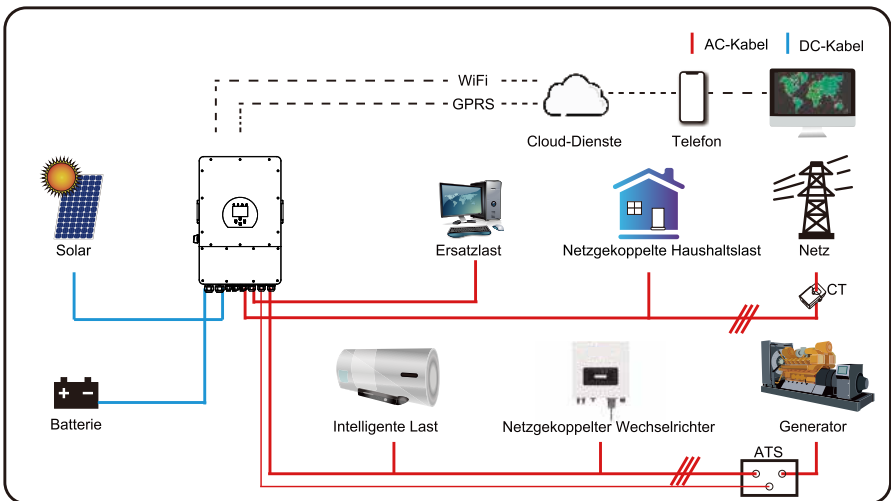 AC-Kabel
DC-Kabel
WiFi
GPRS
Cloud-Dienste
Telefon
Solar
Ersatzlast
Netzgekoppelte Haushaltslast
Netz
CT
Batterie
Intelligente Last
Netzgekoppelter Wechselrichter
Generator
ATS